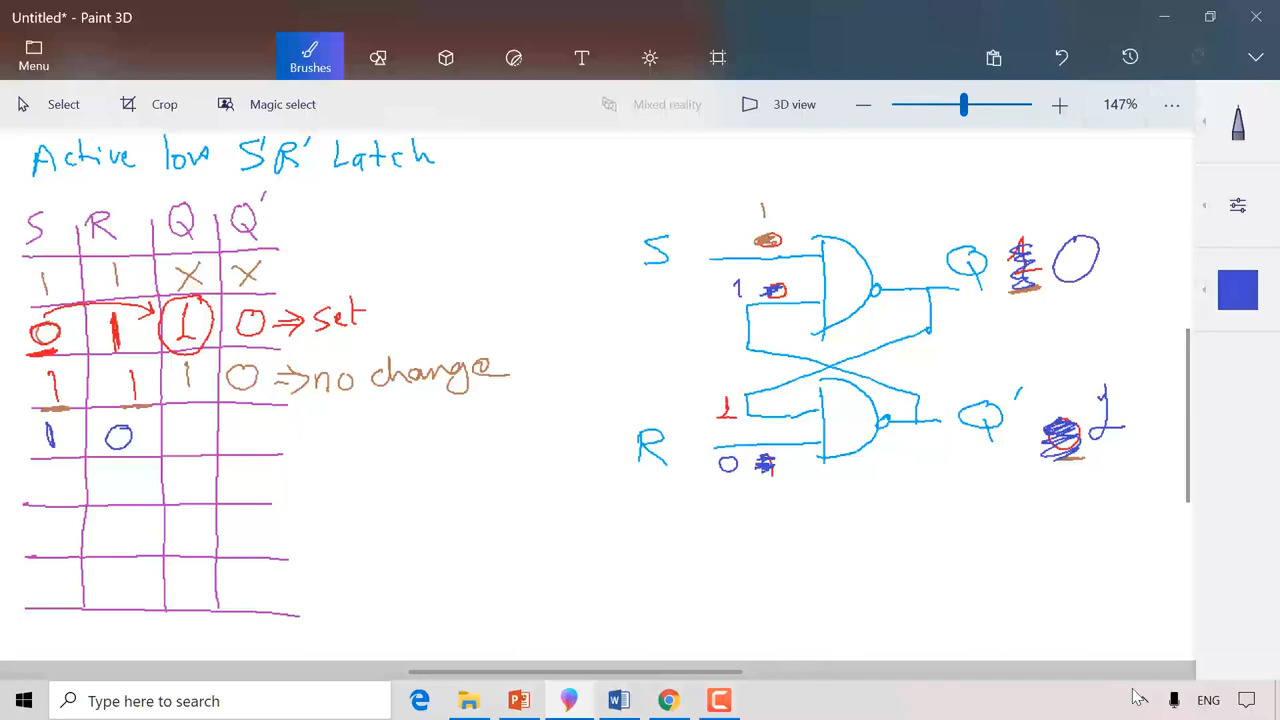 Untitled* - Paint 3D
Menu
Brushes
Select
Crop
Magic select
Mixed reality
3D view
147%
Active low S'R' Latch
S R Q Q'
1 1 X X
0 1 1 0 ⇒ set
1 1 1 0 ⇒ no change
1 0
1
S
1
Q 0
1
R
0
Q' 1
Type here to search
ENG